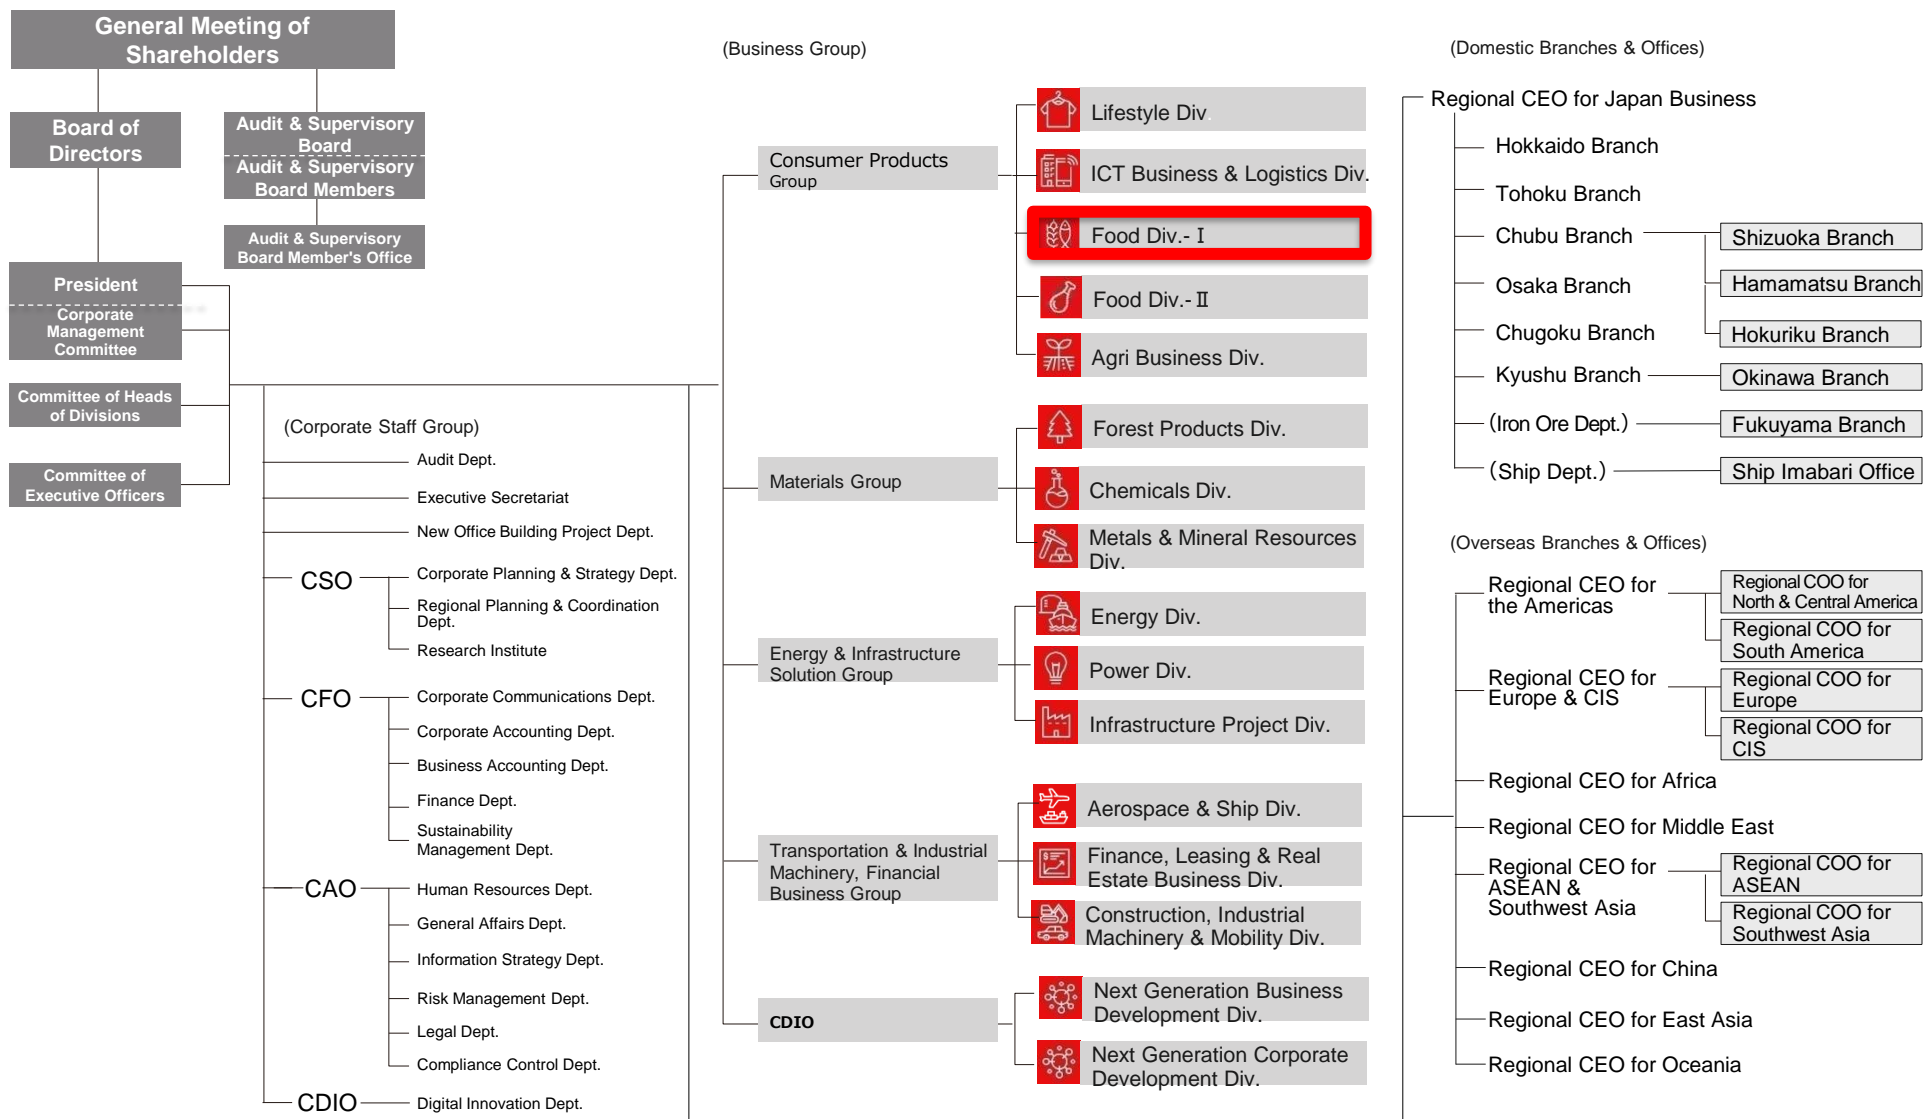 General Meeting of
Shareholders
Board of
Directors
Audit & Supervisory
Board
Audit & Supervisory
Board Members
Audit & Supervisory
Board Member's Office
President
Corporate
Management
Committee
Committee of Heads
of Divisions
Committee of
Executive Officers
(Corporate Staff Group)
Audit Dept.
Executive Secretariat
New Office Building Project Dept.
CSO
Corporate Planning & Strategy Dept.
Regional Planning & Coordination
Dept.
Research Institute
CFO
Corporate Communications Dept.
Corporate Accounting Dept.
Business Accounting Dept.
Finance Dept.
Sustainability
Management Dept.
CAO
Human Resources Dept.
General Affairs Dept.
Information Strategy Dept.
Risk Management Dept.
Legal Dept.
Compliance Control Dept.
CDIO
Digital Innovation Dept.
(Business Group)
Consumer Products
Group
Lifestyle Div.
ICT Business & Logistics Div.
Food Div.-Ⅰ
Food Div.-Ⅱ
Agri Business Div.
Materials Group
Forest Products Div.
Chemicals Div.
Metals & Mineral Resources
Div.
Energy & Infrastructure
Solution Group
Energy Div.
Power Div.
Infrastructure Project Div.
Transportation & Industrial
Machinery, Financial
Business Group
Aerospace & Ship Div.
Finance, Leasing & Real
Estate Business Div.
Construction, Industrial
Machinery & Mobility Div.
CDIO
Next Generation Business
Development Div.
Next Generation Corporate
Development Div.
(Domestic Branches & Offices)
Regional CEO for Japan Business
Hokkaido Branch
Tohoku Branch
Chubu Branch
Shizuoka Branch
Hamamatsu Branch
Hokuriku Branch
Osaka Branch
Chugoku Branch
Kyushu Branch
Okinawa Branch
(Iron Ore Dept.)
Fukuyama Branch
(Ship Dept.)
Ship Imabari Office
(Overseas Branches & Offices)
Regional CEO for
the Americas
Regional COO for
North & Central America
Regional COO for
South America
Regional CEO for
Europe & CIS
Regional COO for
Europe
Regional COO for
CIS
Regional CEO for Africa
Regional CEO for Middle East
Regional CEO for
ASEAN &
Southwest Asia
Regional COO for
ASEAN
Regional COO for
Southwest Asia
Regional CEO for China
Regional CEO for East Asia
Regional CEO for Oceania